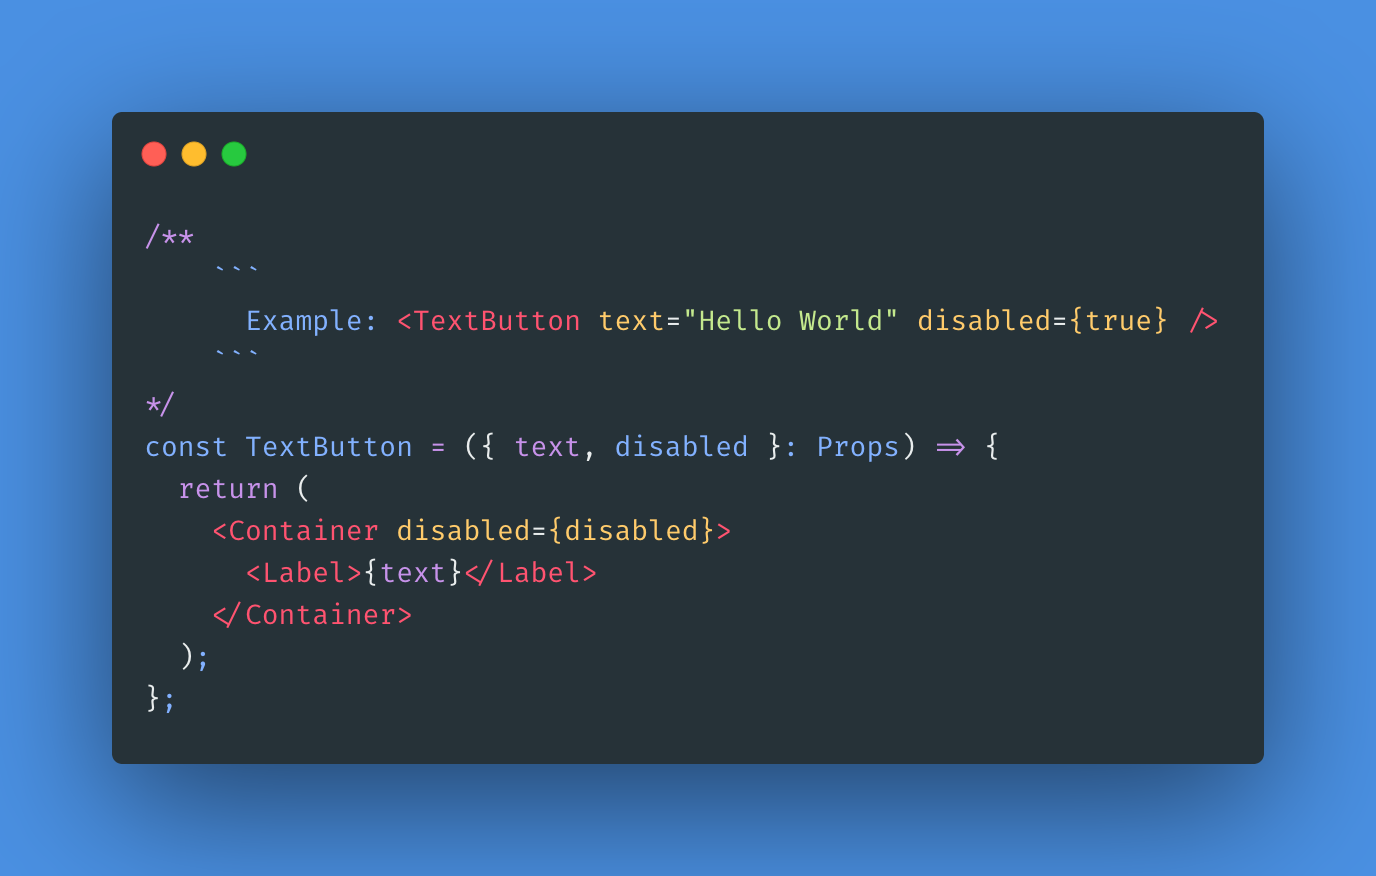 /**
    ```
      Example: <TextButton text="Hello World" disabled={true} />
    ```
*/
const TextButton = ({ text, disabled }: Props) => {
  return (
    <Container disabled={disabled}>
      <Label>{text}</Label>
    </Container>
  );
};